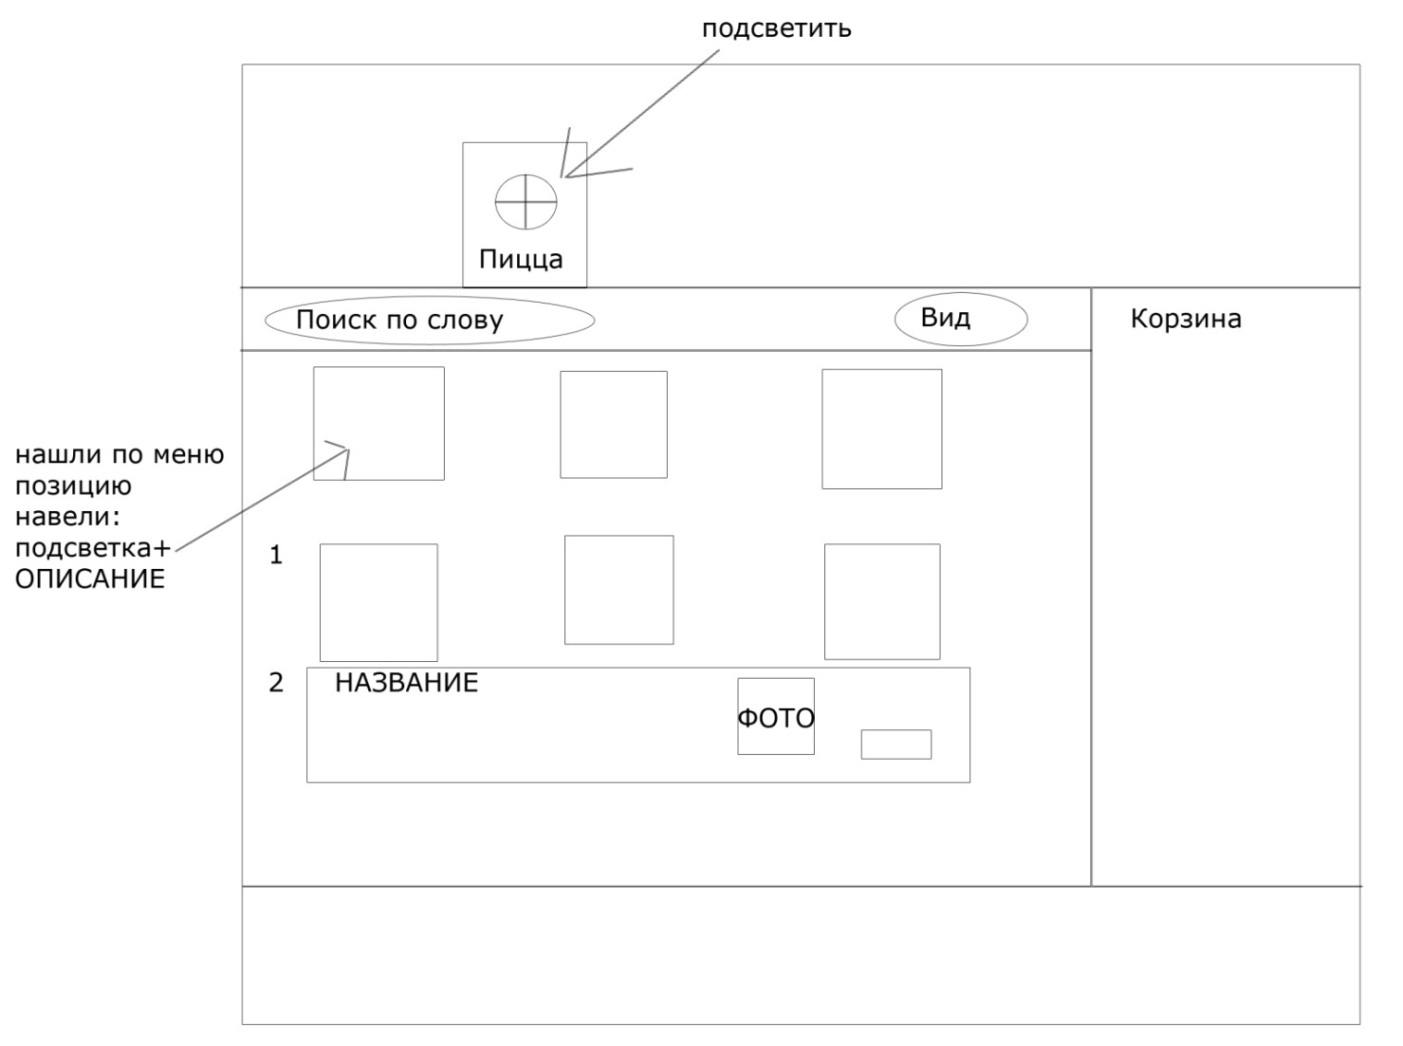 подсветить
Пицца
Поиск по слову
Вид
Корзина
нашли по меню
позицию
навели:
подсветка+
ОПИСАНИЕ
1
2
НАЗВАНИЕ
ФОТО